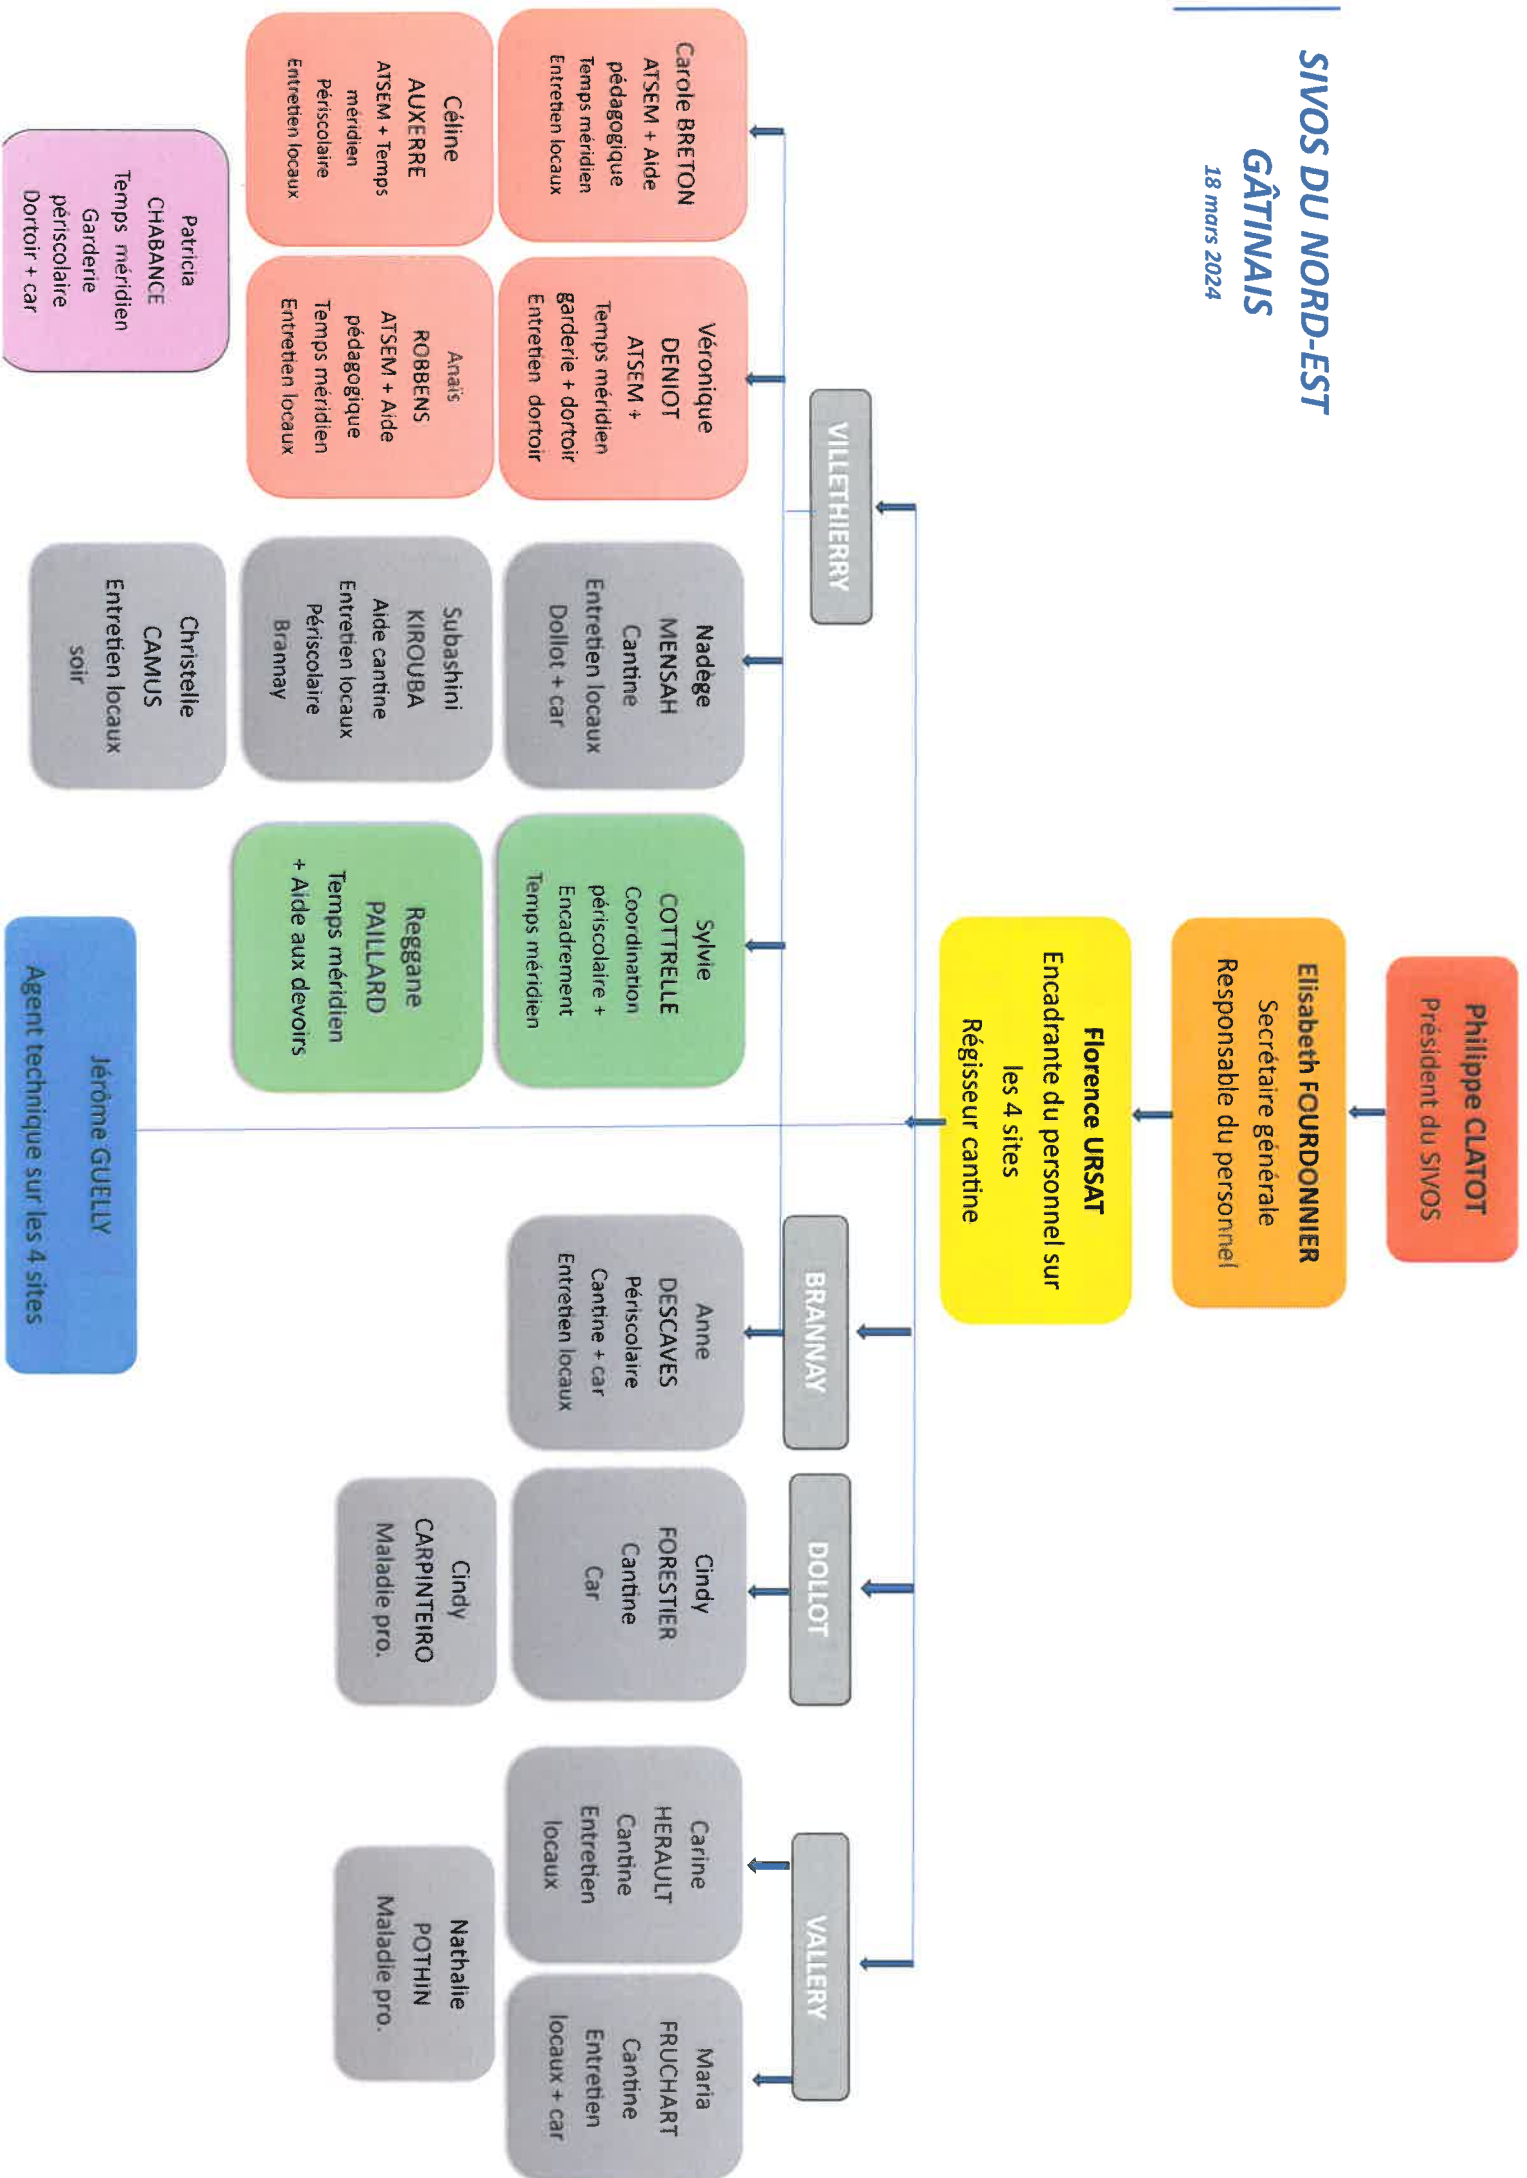 SIVOS DU NORD-EST
GÂTINAIS
18 mars 2024
Philippe CLATOT
Président du SIVOS
Elisabeth FOURDONNIER
Secrétaire générale
Responsable du personnel
Florence URSAT
Encadrante du personnel sur
les 4 sites
Régisseur cantine
VILLETHIERRY
BRANNAY
DOLLOT
VALLERY
Carole BRETON
ATSEM + Aide
pédagogique
Temps méridien
Entretien locaux
Véronique
DENIOT
ATSEM +
Temps méridien
garderie + dortoir
Entretien dortoir
Nadège
MENSAH
Cantine
Entretien locaux
Dollot + car
Sylvie
COTTRELLE
Coordination
périscolaire +
Encadrement
Temps méridien
Anne
DESCAVES
Périscolaire
Cantine + car
Entretien locaux
Cindy
FORESTIER
Cantine
Car
Carine
HERAULT
Cantine
Entretien
locaux
Maria
FRUCHART
Cantine
Entretien
locaux + car
Céline
AUXERRE
ATSEM + Temps
méridien
Périscolaire
Entretien locaux
Anaïs
ROBBENS
ATSEM + Aide
pédagogique
Temps méridien
Entretien locaux
Subashini
KIROUBA
Aide cantine
Entretien locaux
Périscolaire
Brannay
Reggane
PAILLARD
Temps méridien
+ Aide aux devoirs
Cindy
CARPINTEIRO
Maladie pro.
Nathalie
POTHIN
Maladie pro.
Patricia
CHABANCE
Temps méridien
Garderie
périscolaire
Dortoir + car
Christelle
CAMUS
Entretien locaux
soir
Jérôme GUELLY
Agent technique sur les 4 sites